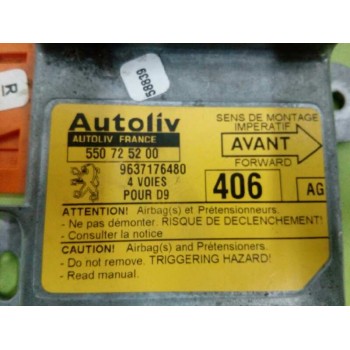 R
58839
Autoliv
AUTOLIV FRANCE
550 72 52 00
9637176480
4 VOIES
POUR D9
SENS DE MONTAGE
IMPERATIF
AVANT
FORWARD
406
AG
ATTENTION! Airbag(s) et Prétensionneurs.
- Ne pas démonter. RISQUE DE DECLENCHEMENT!
- Consulter la notice
CAUTION! Airbag(s) and Pretensioners.
- Do not remove. TRIGGERING HAZARD!
- Read manual.